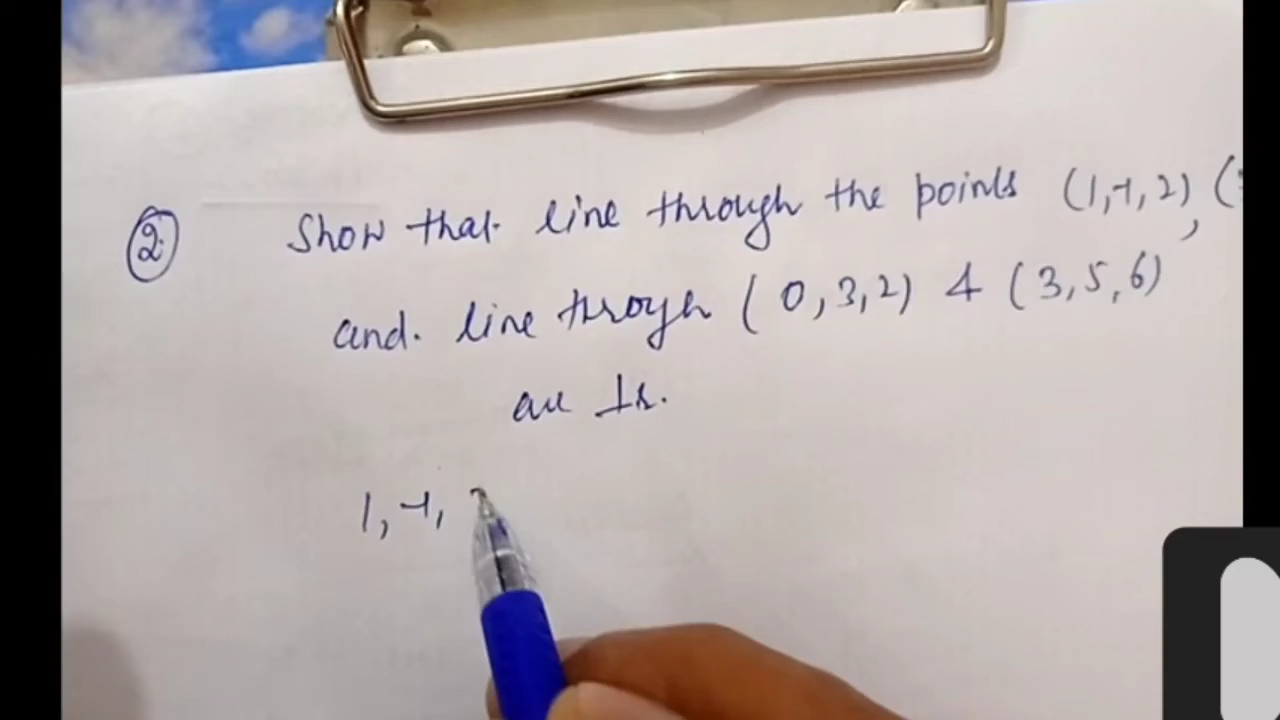 ② Show that line through the points (1,-1,2), (
and. line through (0,3,2) & (3,5,6)
are ⊥r.
1, -1,